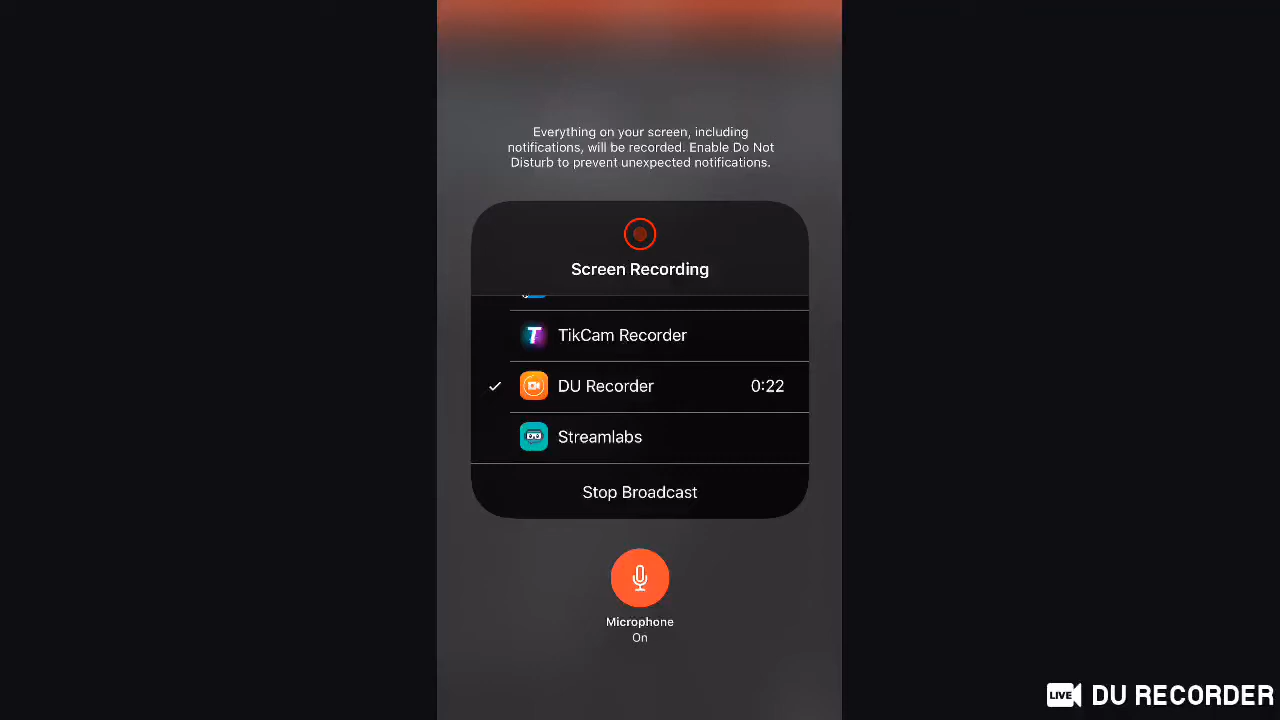 Everything on your screen, including
notifications, will be recorded. Enable Do Not
Disturb to prevent unexpected notifications.
Screen Recording
TikCam Recorder
DU Recorder 0:22
Streamlabs
Stop Broadcast
Microphone
On
LIVE DU RECORDER